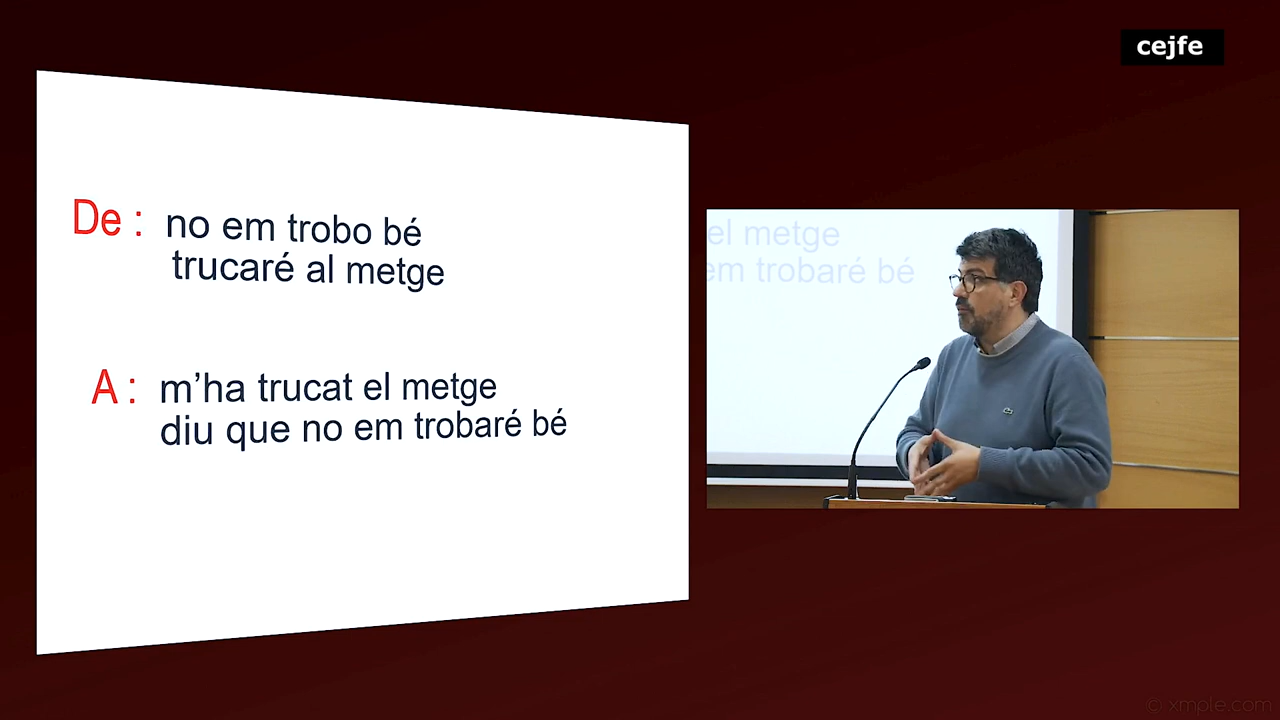 cejfe
De : no em trobo bé
trucaré al metge
A : m’ha trucat el metge
diu que no em trobaré bé
el metge
em trobaré bé
© xmple.com